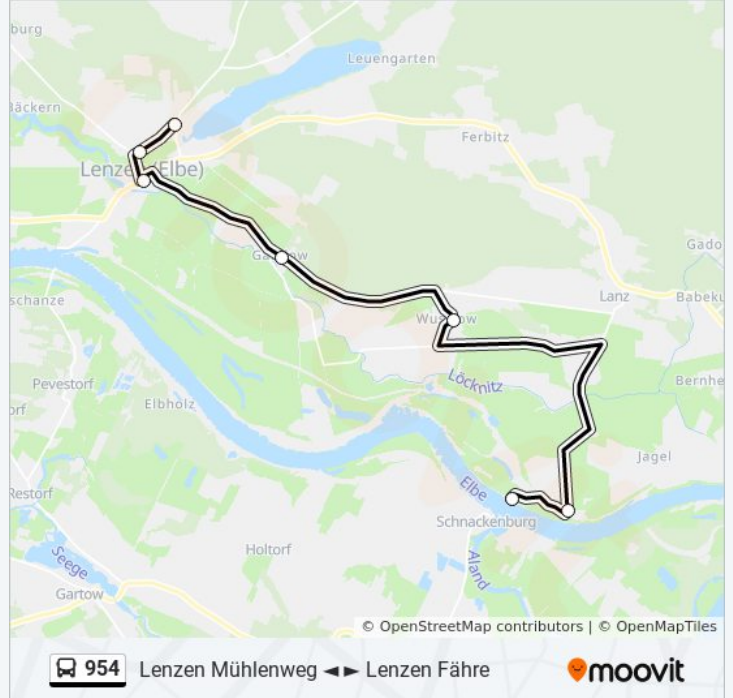 burg
Leuengarten
Bäckern
Ferbitz
Lenzen (Elbe)
Gado
schanze
Lanz
Babeku
Pevestorf
Löcknitz
Bernhe
Elbholz
orf
Jagel
Restorf
Elbe
Schnackenburg
Holtorf
Seege
Aland
Gartow
© OpenStreetMap contributors | © OpenMapTiles
954 Lenzen Mühlenweg ◄► Lenzen Fähre moovit